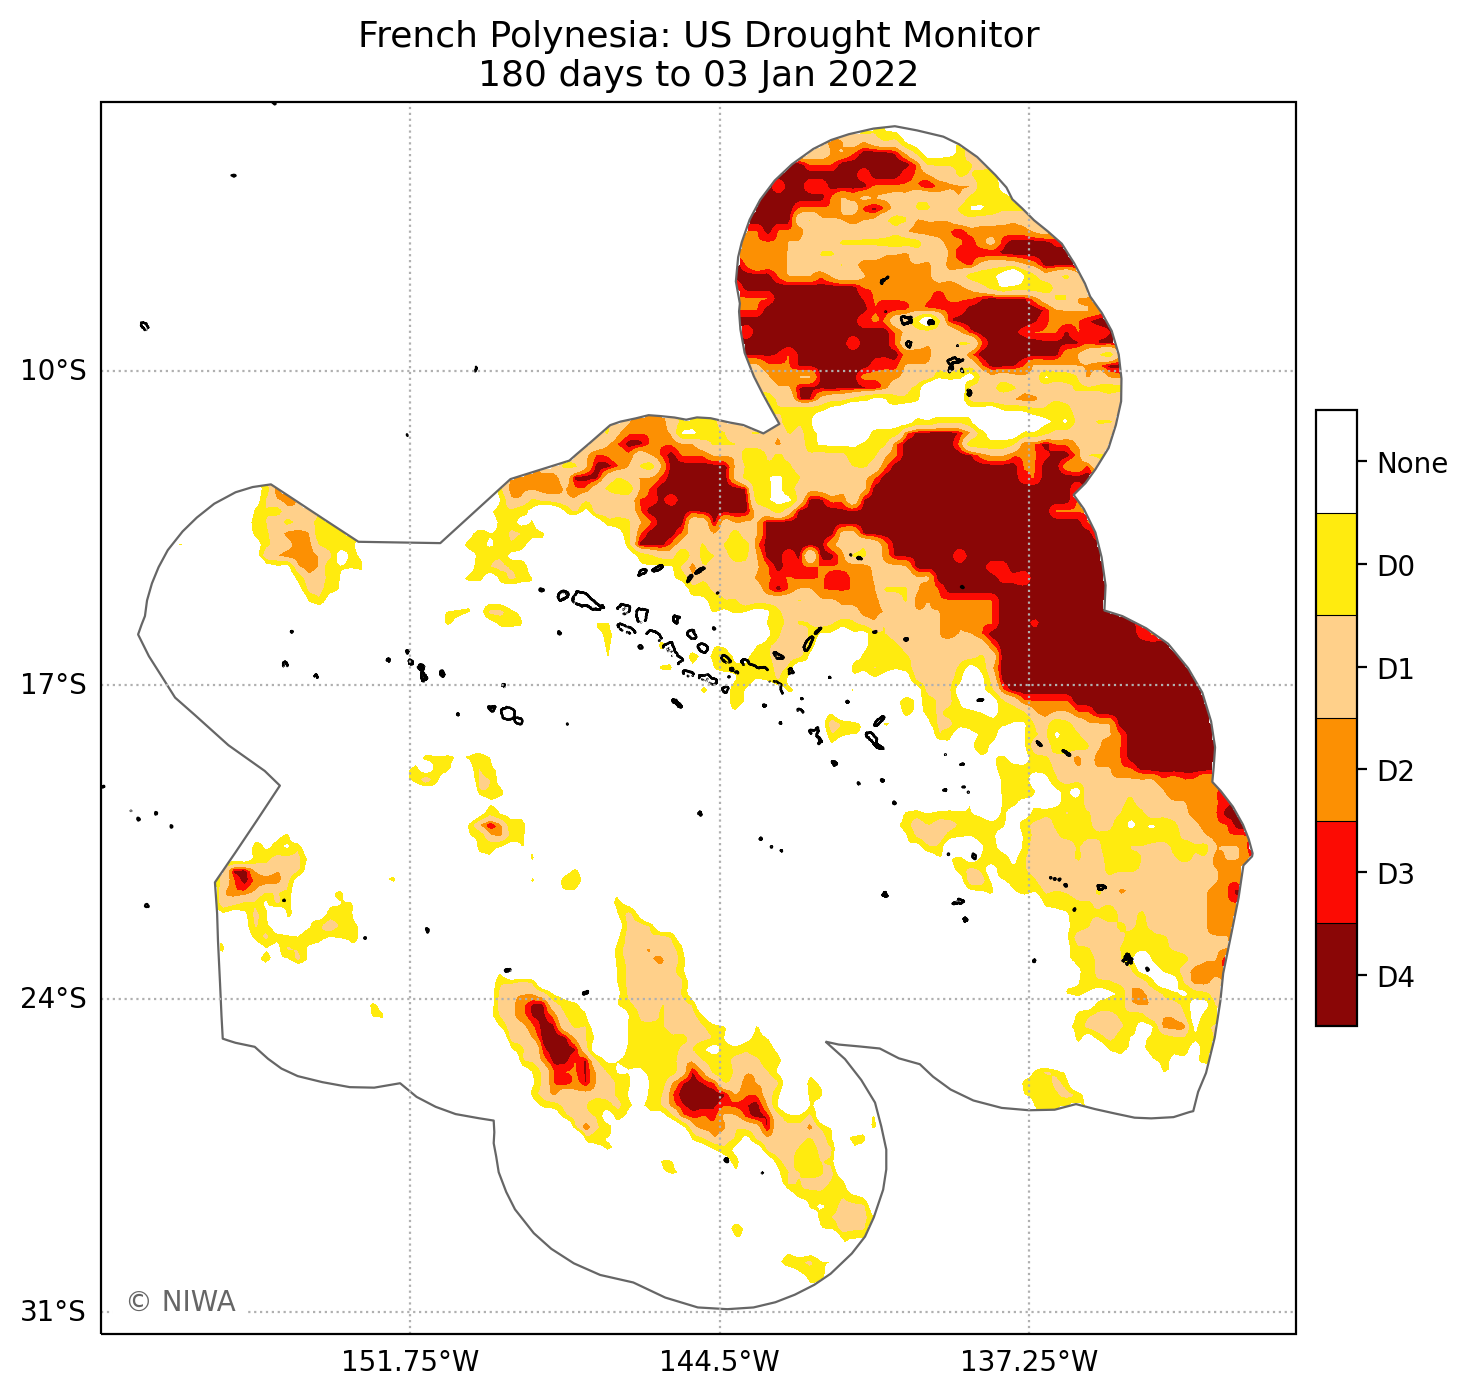 French Polynesia: US Drought Monitor
180 days to 03 Jan 2022
10°S
17°S
24°S
31°S
151.75°W
144.5°W
137.25°W
None
D0
D1
D2
D3
D4
© NIWA